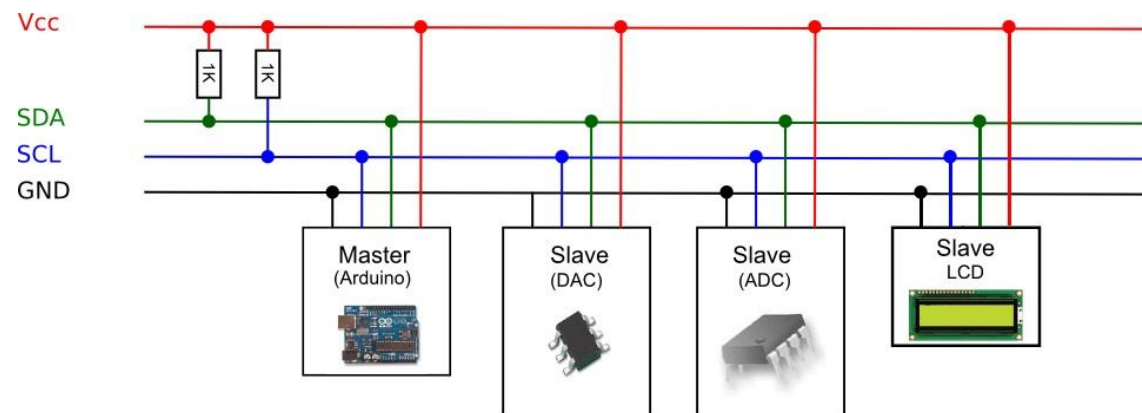 Vcc
1K
1K
SDA
SCL
GND
Master
(Arduino)
Slave
(DAC)
Slave
(ADC)
Slave
LCD